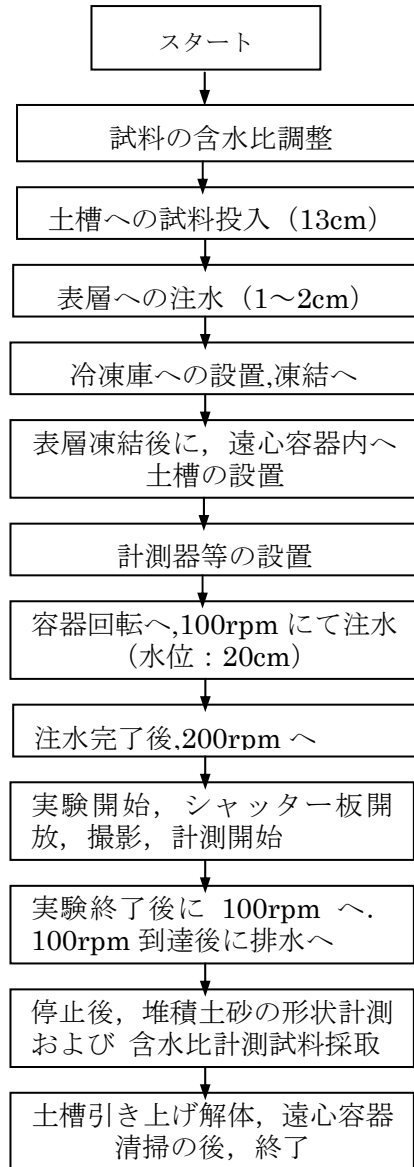 スタート
試料の含水比調整
土槽への試料投入（13cm）
表層への注水（1～2cm）
冷凍庫への設置,凍結へ
表層凍結後に，遠心容器内へ
土槽の設置
計測器等の設置
容器回転へ,100rpm にて注水
（水位：20cm）
注水完了後,200rpm へ
実験開始，シャッター板開
放，撮影，計測開始
実験終了後に 100rpm へ．
100rpm 到達後に排水へ
停止後，堆積土砂の形状計測
および 含水比計測試料採取
土槽引き上げ解体，遠心容器
清掃の後，終了